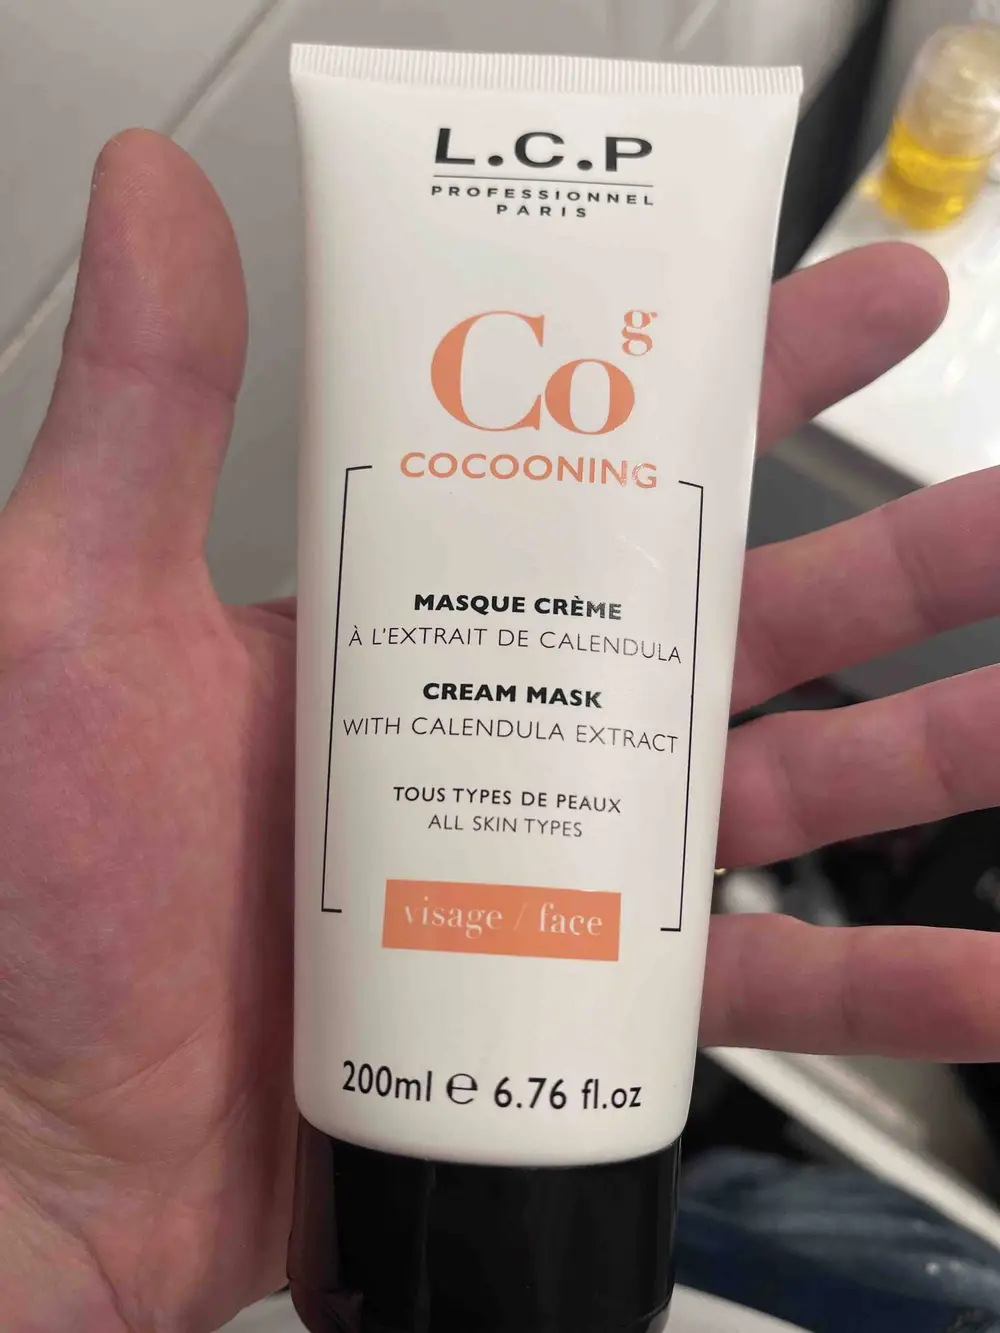 L.C.P
PROFESSIONNEL
PARIS
Co g
COCOONING
MASQUE CRÈME
À L'EXTRAIT DE CALENDULA
CREAM MASK
WITH CALENDULA EXTRACT
TOUS TYPES DE PEAUX
ALL SKIN TYPES
visage / face
200ml ℮ 6.76 fl.oz